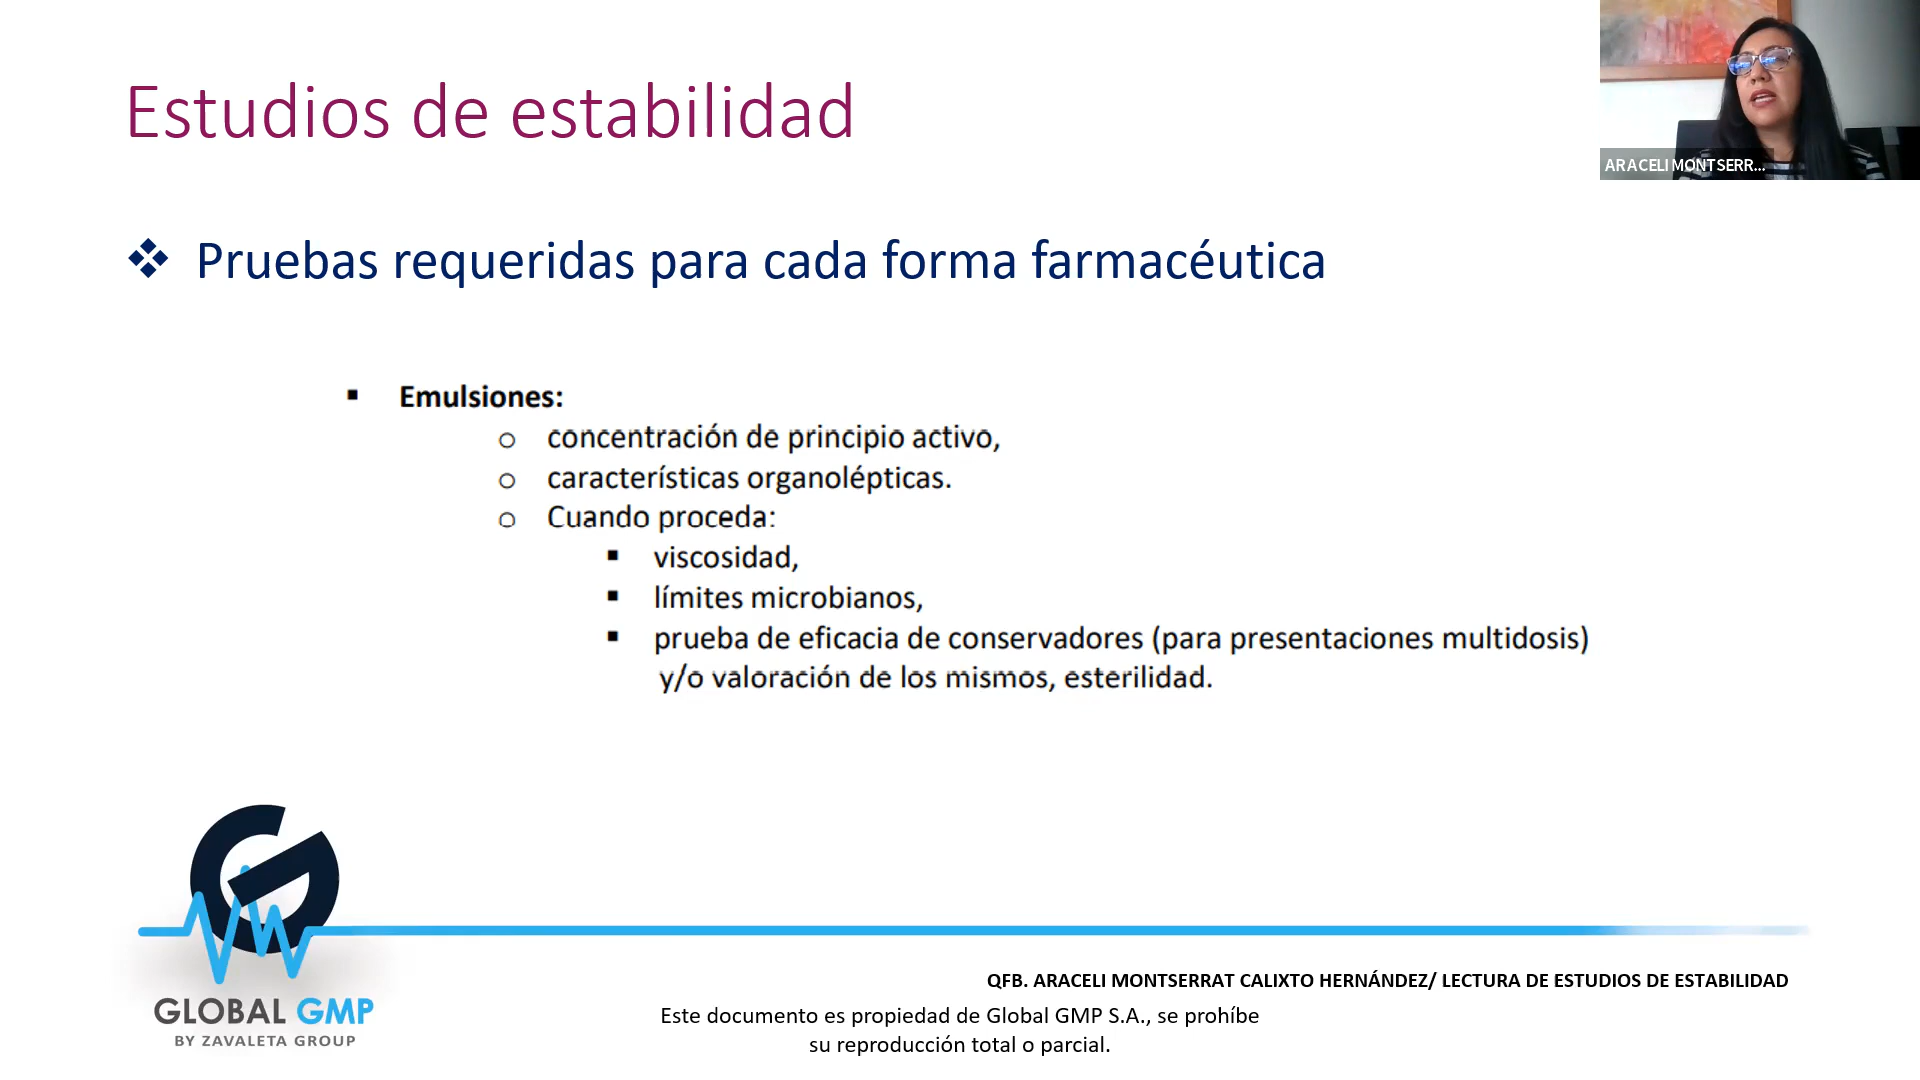 Estudios de estabilidad
ARACELI MONTSERR...
❖ Pruebas requeridas para cada forma farmacéutica
▪ Emulsiones:
o concentración de principio activo,
o características organolépticas.
o Cuando proceda:
▪ viscosidad,
▪ límites microbianos,
▪ prueba de eficacia de conservadores (para presentaciones multidosis)
y/o valoración de los mismos, esterilidad.
GLOBAL GMP
BY ZAVALETA GROUP
QFB. ARACELI MONTSERRAT CALIXTO HERNÁNDEZ/ LECTURA DE ESTUDIOS DE ESTABILIDAD
Este documento es propiedad de Global GMP S.A., se prohíbe
su reproducción total o parcial.